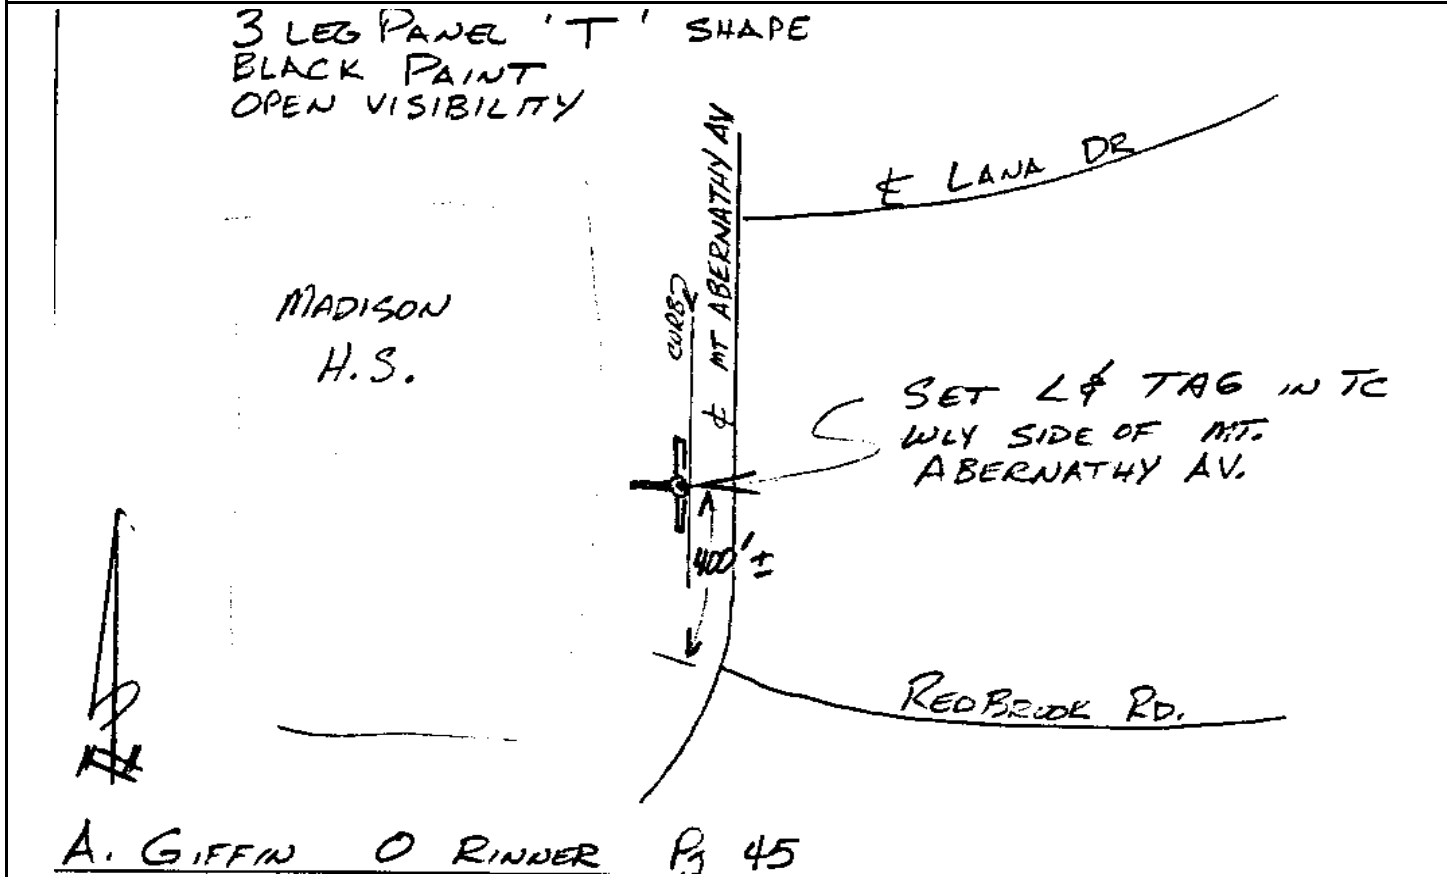 3 LEG PANEL 'T' SHAPE
BLACK PAINT
OPEN VISIBILITY
℄ MT ABERNATHY AV
℄ LANA DR
CURB
MADISON
H.S.
SET L& TAG IN TC
WLY SIDE OF MT.
ABERNATHY AV.
400'±
REDBROOK RD.
N
A. GIFFIN O RINNER Pg 45